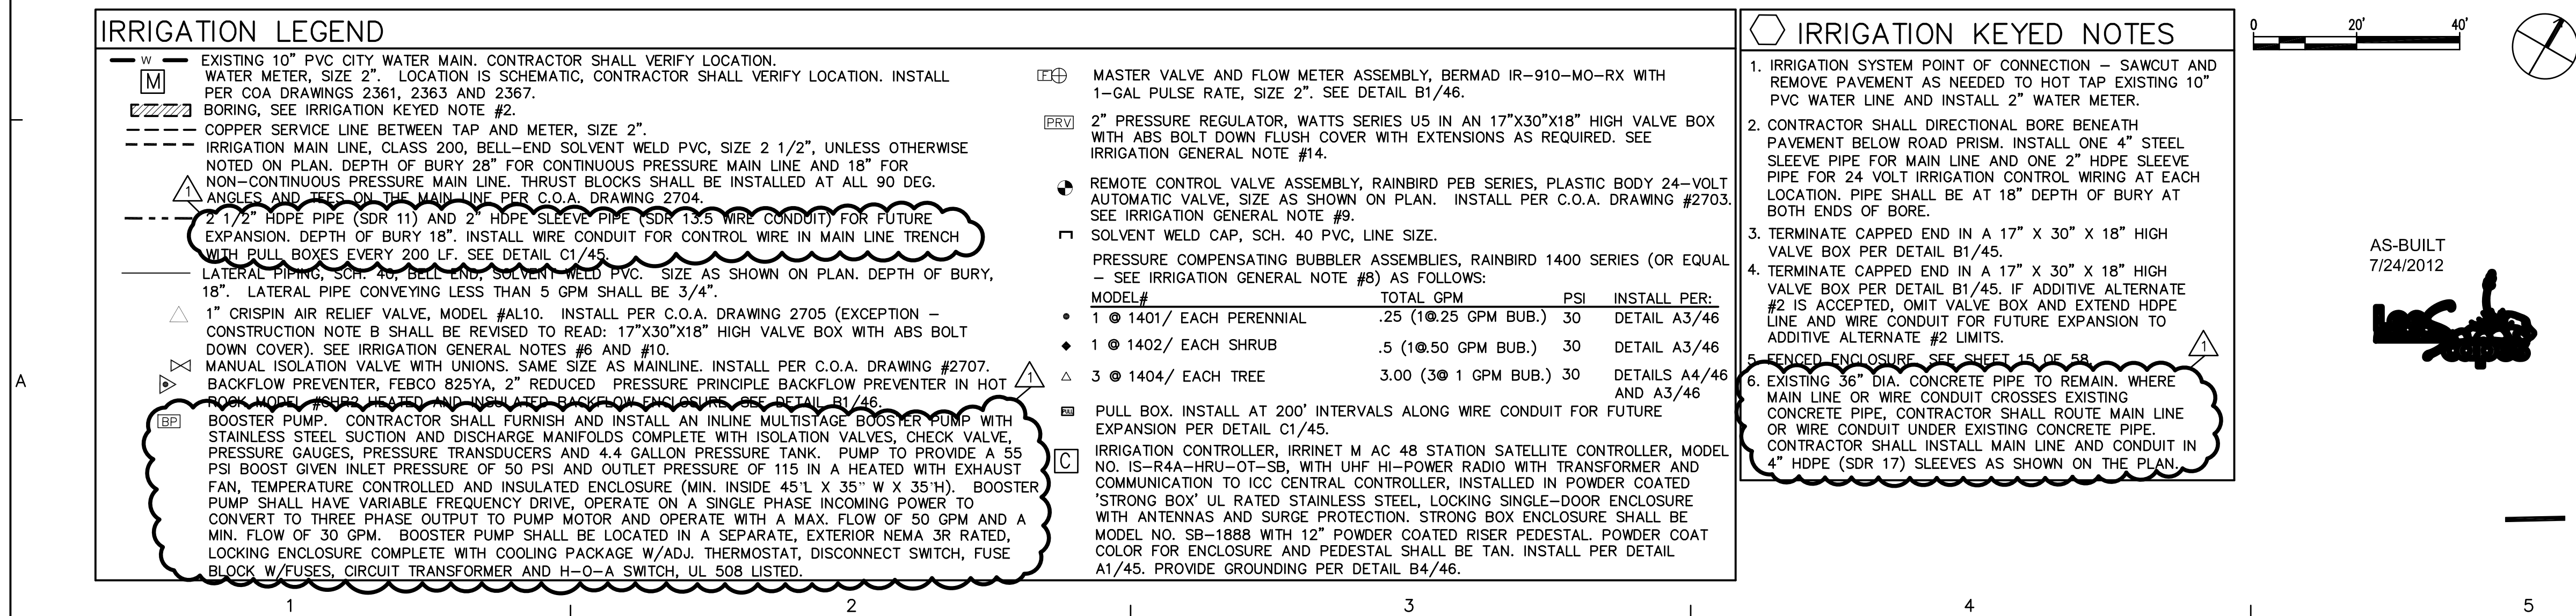 IRRIGATION LEGEND
W EXISTING 10" PVC CITY WATER MAIN. CONTRACTOR SHALL VERIFY LOCATION.
M WATER METER, SIZE 2". LOCATION IS SCHEMATIC, CONTRACTOR SHALL VERIFY LOCATION. INSTALL
PER COA DRAWINGS 2361, 2363 AND 2367.
BORING, SEE IRRIGATION KEYED NOTE #2.
COPPER SERVICE LINE BETWEEN TAP AND METER, SIZE 2".
IRRIGATION MAIN LINE, CLASS 200, BELL-END SOLVENT WELD PVC, SIZE 2 1/2", UNLESS OTHERWISE
NOTED ON PLAN. DEPTH OF BURY 28" FOR CONTINUOUS PRESSURE MAIN LINE AND 18" FOR
NON-CONTINUOUS PRESSURE MAIN LINE. THRUST BLOCKS SHALL BE INSTALLED AT ALL 90 DEG.
1
ANGLES AND TEES ON THE MAIN LINE PER C.O.A. DRAWING 2704.
2 1/2" HDPE PIPE (SDR 11) AND 2" HDPE SLEEVE PIPE (SDR 13.5 WIRE CONDUIT) FOR FUTURE
EXPANSION. DEPTH OF BURY 18". INSTALL WIRE CONDUIT FOR CONTROL WIRE IN MAIN LINE TRENCH
WITH PULL BOXES EVERY 200 LF. SEE DETAIL C1/45.
LATERAL PIPING, SCH. 40, BELL END, SOLVENT WELD PVC. SIZE AS SHOWN ON PLAN. DEPTH OF BURY,
18". LATERAL PIPE CONVEYING LESS THAN 5 GPM SHALL BE 3/4".
1" CRISPIN AIR RELIEF VALVE, MODEL #AL10. INSTALL PER C.O.A. DRAWING 2705 (EXCEPTION –
CONSTRUCTION NOTE B SHALL BE REVISED TO READ: 17"X30"X18" HIGH VALVE BOX WITH ABS BOLT
DOWN COVER). SEE IRRIGATION GENERAL NOTES #6 AND #10.
MANUAL ISOLATION VALVE WITH UNIONS. SAME SIZE AS MAINLINE. INSTALL PER C.O.A. DRAWING #2707.
BACKFLOW PREVENTER, FEBCO 825YA, 2" REDUCED PRESSURE PRINCIPLE BACKFLOW PREVENTER IN HOT
1
ROCK MODEL #CHR2 HEATED AND INSULATED BACKFLOW ENCLOSURE. SEE DETAIL B1/46.
BP BOOSTER PUMP. CONTRACTOR SHALL FURNISH AND INSTALL AN INLINE MULTISTAGE BOOSTER PUMP WITH
STAINLESS STEEL SUCTION AND DISCHARGE MANIFOLDS COMPLETE WITH ISOLATION VALVES, CHECK VALVE,
PRESSURE GAUGES, PRESSURE TRANSDUCERS AND 4.4 GALLON PRESSURE TANK. PUMP TO PROVIDE A 55
PSI BOOST GIVEN INLET PRESSURE OF 50 PSI AND OUTLET PRESSURE OF 115 IN A HEATED WITH EXHAUST
FAN, TEMPERATURE CONTROLLED AND INSULATED ENCLOSURE (MIN. INSIDE 45"L X 35" W X 35"H). BOOSTER
PUMP SHALL HAVE VARIABLE FREQUENCY DRIVE, OPERATE ON A SINGLE PHASE INCOMING POWER TO
CONVERT TO THREE PHASE OUTPUT TO PUMP MOTOR AND OPERATE WITH A MAX. FLOW OF 50 GPM AND A
MIN. FLOW OF 30 GPM. BOOSTER PUMP SHALL BE LOCATED IN A SEPARATE, EXTERIOR NEMA 3R RATED,
LOCKING ENCLOSURE COMPLETE WITH COOLING PACKAGE W/ADJ. THERMOSTAT, DISCONNECT SWITCH, FUSE
BLOCK W/FUSES, CIRCUIT TRANSFORMER AND H-O-A SWITCH, UL 508 LISTED.
F MASTER VALVE AND FLOW METER ASSEMBLY, BERMAD IR-910-MO-RX WITH
1-GAL PULSE RATE, SIZE 2". SEE DETAIL B1/46.
PRV 2" PRESSURE REGULATOR, WATTS SERIES U5 IN AN 17"X30"X18" HIGH VALVE BOX
WITH ABS BOLT DOWN FLUSH COVER WITH EXTENSIONS AS REQUIRED. SEE
IRRIGATION GENERAL NOTE #14.
REMOTE CONTROL VALVE ASSEMBLY, RAINBIRD PEB SERIES, PLASTIC BODY 24-VOLT
AUTOMATIC VALVE, SIZE AS SHOWN ON PLAN. INSTALL PER C.O.A. DRAWING #2703.
SEE IRRIGATION GENERAL NOTE #9.
SOLVENT WELD CAP, SCH. 40 PVC, LINE SIZE.
PRESSURE COMPENSATING BUBBLER ASSEMBLIES, RAINBIRD 1400 SERIES (OR EQUAL
– SEE IRRIGATION GENERAL NOTE #8) AS FOLLOWS:
MODEL# TOTAL GPM PSI INSTALL PER:
1 @ 1401/ EACH PERENNIAL .25 (1@.25 GPM BUB.) 30 DETAIL A3/46
1 @ 1402/ EACH SHRUB .5 (1@.50 GPM BUB.) 30 DETAIL A3/46
3 @ 1404/ EACH TREE 3.00 (3@ 1 GPM BUB.) 30 DETAILS A4/46
AND A3/46
PULL PULL BOX. INSTALL AT 200' INTERVALS ALONG WIRE CONDUIT FOR FUTURE
EXPANSION PER DETAIL C1/45.
C IRRIGATION CONTROLLER, IRRINET M AC 48 STATION SATELLITE CONTROLLER, MODEL
NO. IS-R4A-HRU-OT-SB, WITH UHF HI-POWER RADIO WITH TRANSFORMER AND
COMMUNICATION TO ICC CENTRAL CONTROLLER, INSTALLED IN POWDER COATED
'STRONG BOX' UL RATED STAINLESS STEEL, LOCKING SINGLE-DOOR ENCLOSURE
WITH ANTENNAS AND SURGE PROTECTION. STRONG BOX ENCLOSURE SHALL BE
MODEL NO. SB-1888 WITH 12" POWDER COATED RISER PEDESTAL. POWDER COAT
COLOR FOR ENCLOSURE AND PEDESTAL SHALL BE TAN. INSTALL PER DETAIL
A1/45. PROVIDE GROUNDING PER DETAIL B4/46.
IRRIGATION KEYED NOTES
1. IRRIGATION SYSTEM POINT OF CONNECTION – SAWCUT AND
REMOVE PAVEMENT AS NEEDED TO HOT TAP EXISTING 10"
PVC WATER LINE AND INSTALL 2" WATER METER.
2. CONTRACTOR SHALL DIRECTIONAL BORE BENEATH
PAVEMENT BELOW ROAD PRISM. INSTALL ONE 4" STEEL
SLEEVE PIPE FOR MAIN LINE AND ONE 2" HDPE SLEEVE
PIPE FOR 24 VOLT IRRIGATION CONTROL WIRING AT EACH
LOCATION. PIPE SHALL BE AT 18" DEPTH OF BURY AT
BOTH ENDS OF BORE.
3. TERMINATE CAPPED END IN A 17" X 30" X 18" HIGH
VALVE BOX PER DETAIL B1/45.
4. TERMINATE CAPPED END IN A 17" X 30" X 18" HIGH
VALVE BOX PER DETAIL B1/45. IF ADDITIVE ALTERNATE
#2 IS ACCEPTED, OMIT VALVE BOX AND EXTEND HDPE
LINE AND WIRE CONDUIT FOR FUTURE EXPANSION TO
ADDITIVE ALTERNATE #2 LIMITS.
1
5. FENCED ENCLOSURE. SEE SHEET 15 OF 58.
6. EXISTING 36" DIA. CONCRETE PIPE TO REMAIN. WHERE
MAIN LINE OR WIRE CONDUIT CROSSES EXISTING
CONCRETE PIPE, CONTRACTOR SHALL ROUTE MAIN LINE
OR WIRE CONDUIT UNDER EXISTING CONCRETE PIPE.
CONTRACTOR SHALL INSTALL MAIN LINE AND CONDUIT IN
4" HDPE (SDR 17) SLEEVES AS SHOWN ON THE PLAN.
0 20' 40'
AS-BUILT
7/24/2012
A
1 2 3 4 5